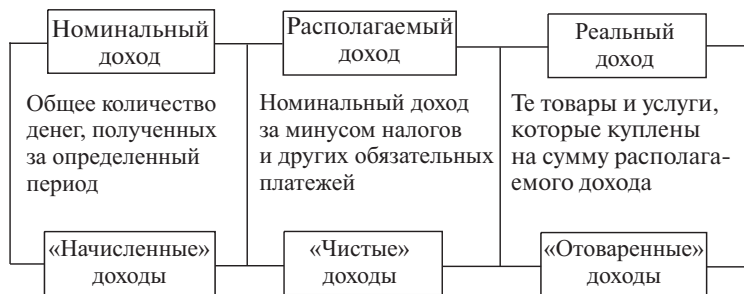 Номинальный
доход
Располагаемый
доход
Реальный
доход
Общее количество
денег, полученных
за определенный
период
Номинальный доход
за минусом налогов
и других обязательных
платежей
Те товары и услуги,
которые куплены
на сумму располага-
емого дохода
«Начисленные»
доходы
«Чистые»
доходы
«Отоваренные»
доходы